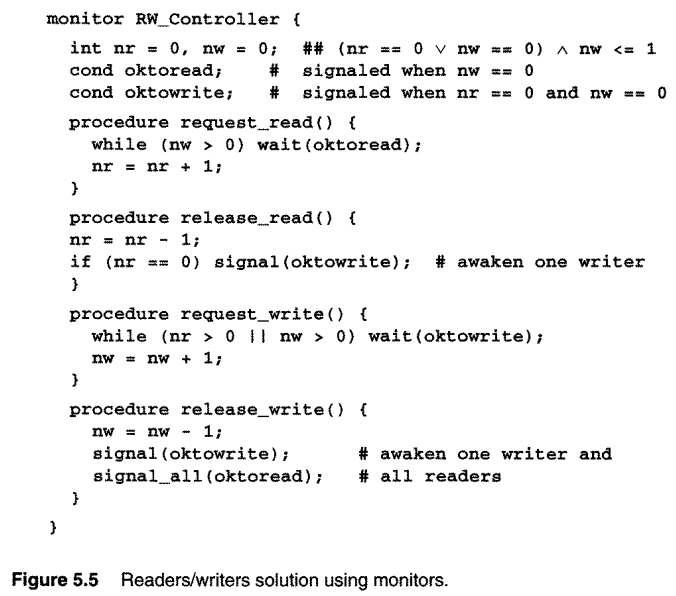 monitor RW_Controller {
int nr = 0, nw = 0;  ## (nr == 0 ∨ nw == 0) ∧ nw <= 1
cond oktoread;    #  signaled when nw == 0
cond oktowrite;   #  signaled when nr == 0 and nw == 0
procedure request_read() {
while (nw > 0) wait(oktoread);
nr = nr + 1;
}
procedure release_read() {
nr = nr - 1;
if (nr == 0) signal(oktowrite);  # awaken one writer
}
procedure request_write() {
while (nr > 0 || nw > 0) wait(oktowrite);
nw = nw + 1;
}
procedure release_write() {
nw = nw - 1;
signal(oktowrite);      # awaken one writer and
signal_all(oktoread);   # all readers
}
}
Figure 5.5   Readers/writers solution using monitors.